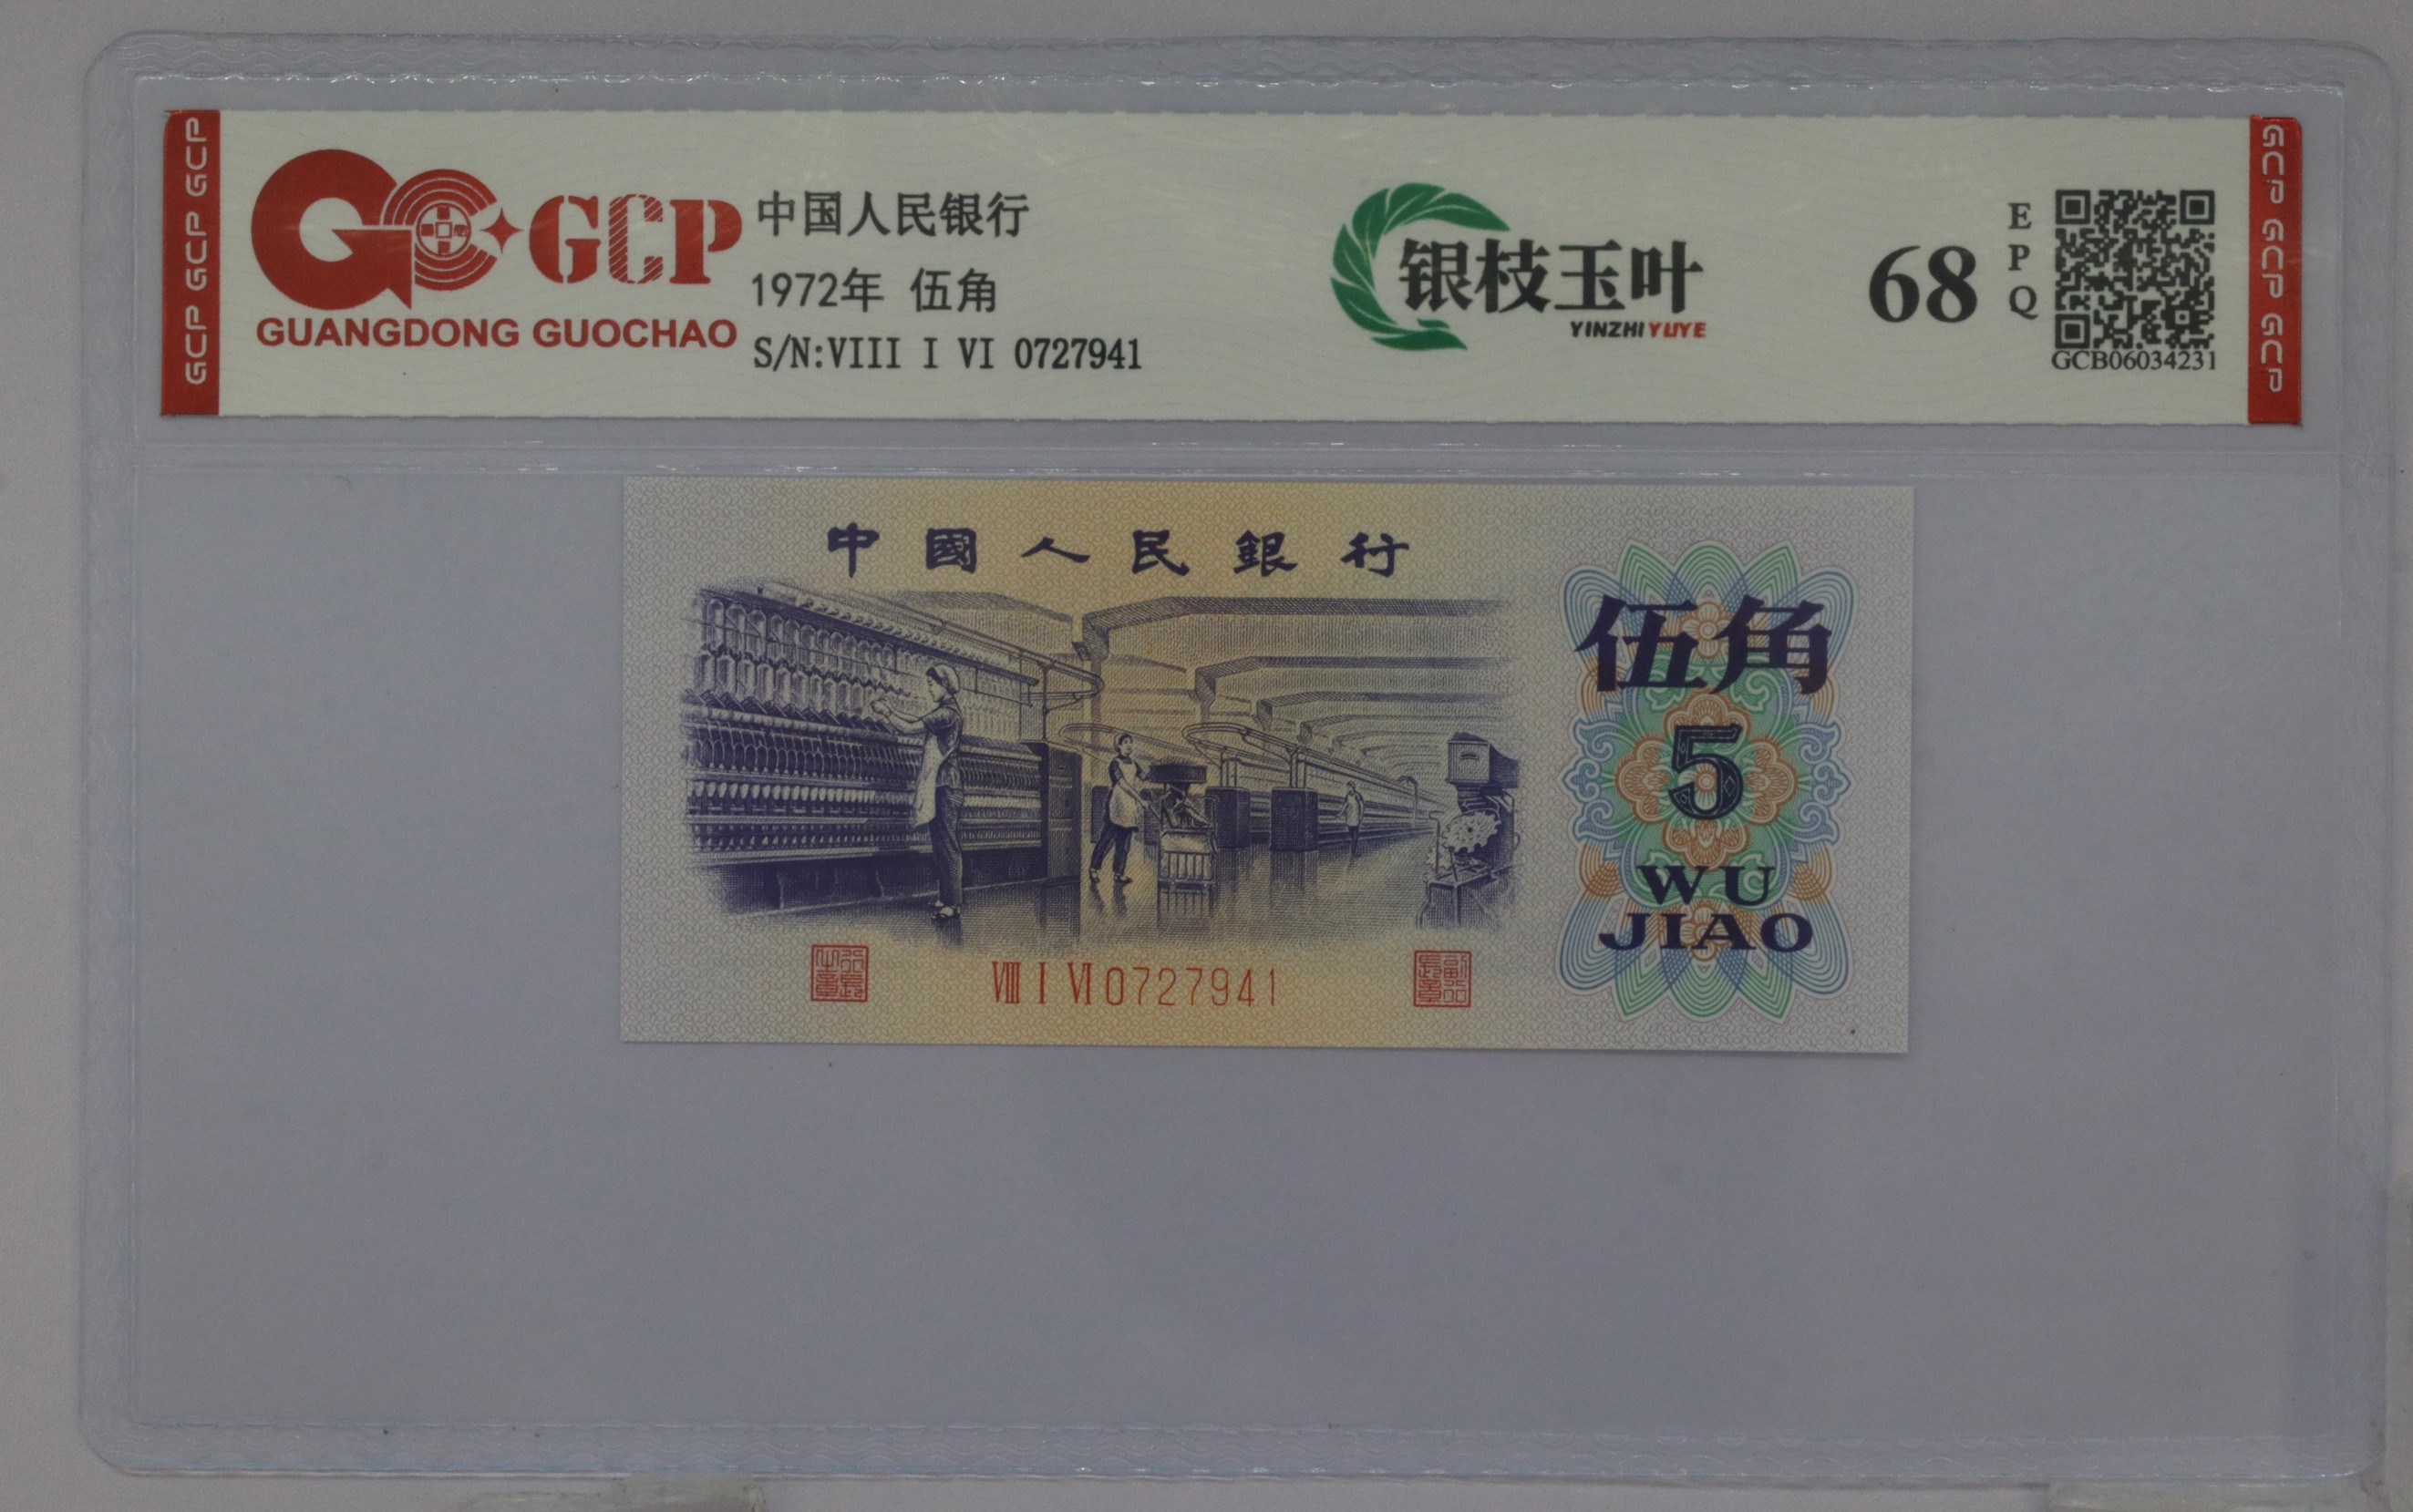 GCP GCP GCP
GCP
GUANGDONG GUOCHAO
中国人民银行
1972年 伍角
S/N:VIII I VI 0727941
银枝玉叶
YINZHIYUYE
68
EPQ
GCB06034231
GCP GCP GCP
中國人民銀行
伍角
5
WU
JIAO
VIII I VI 0727941